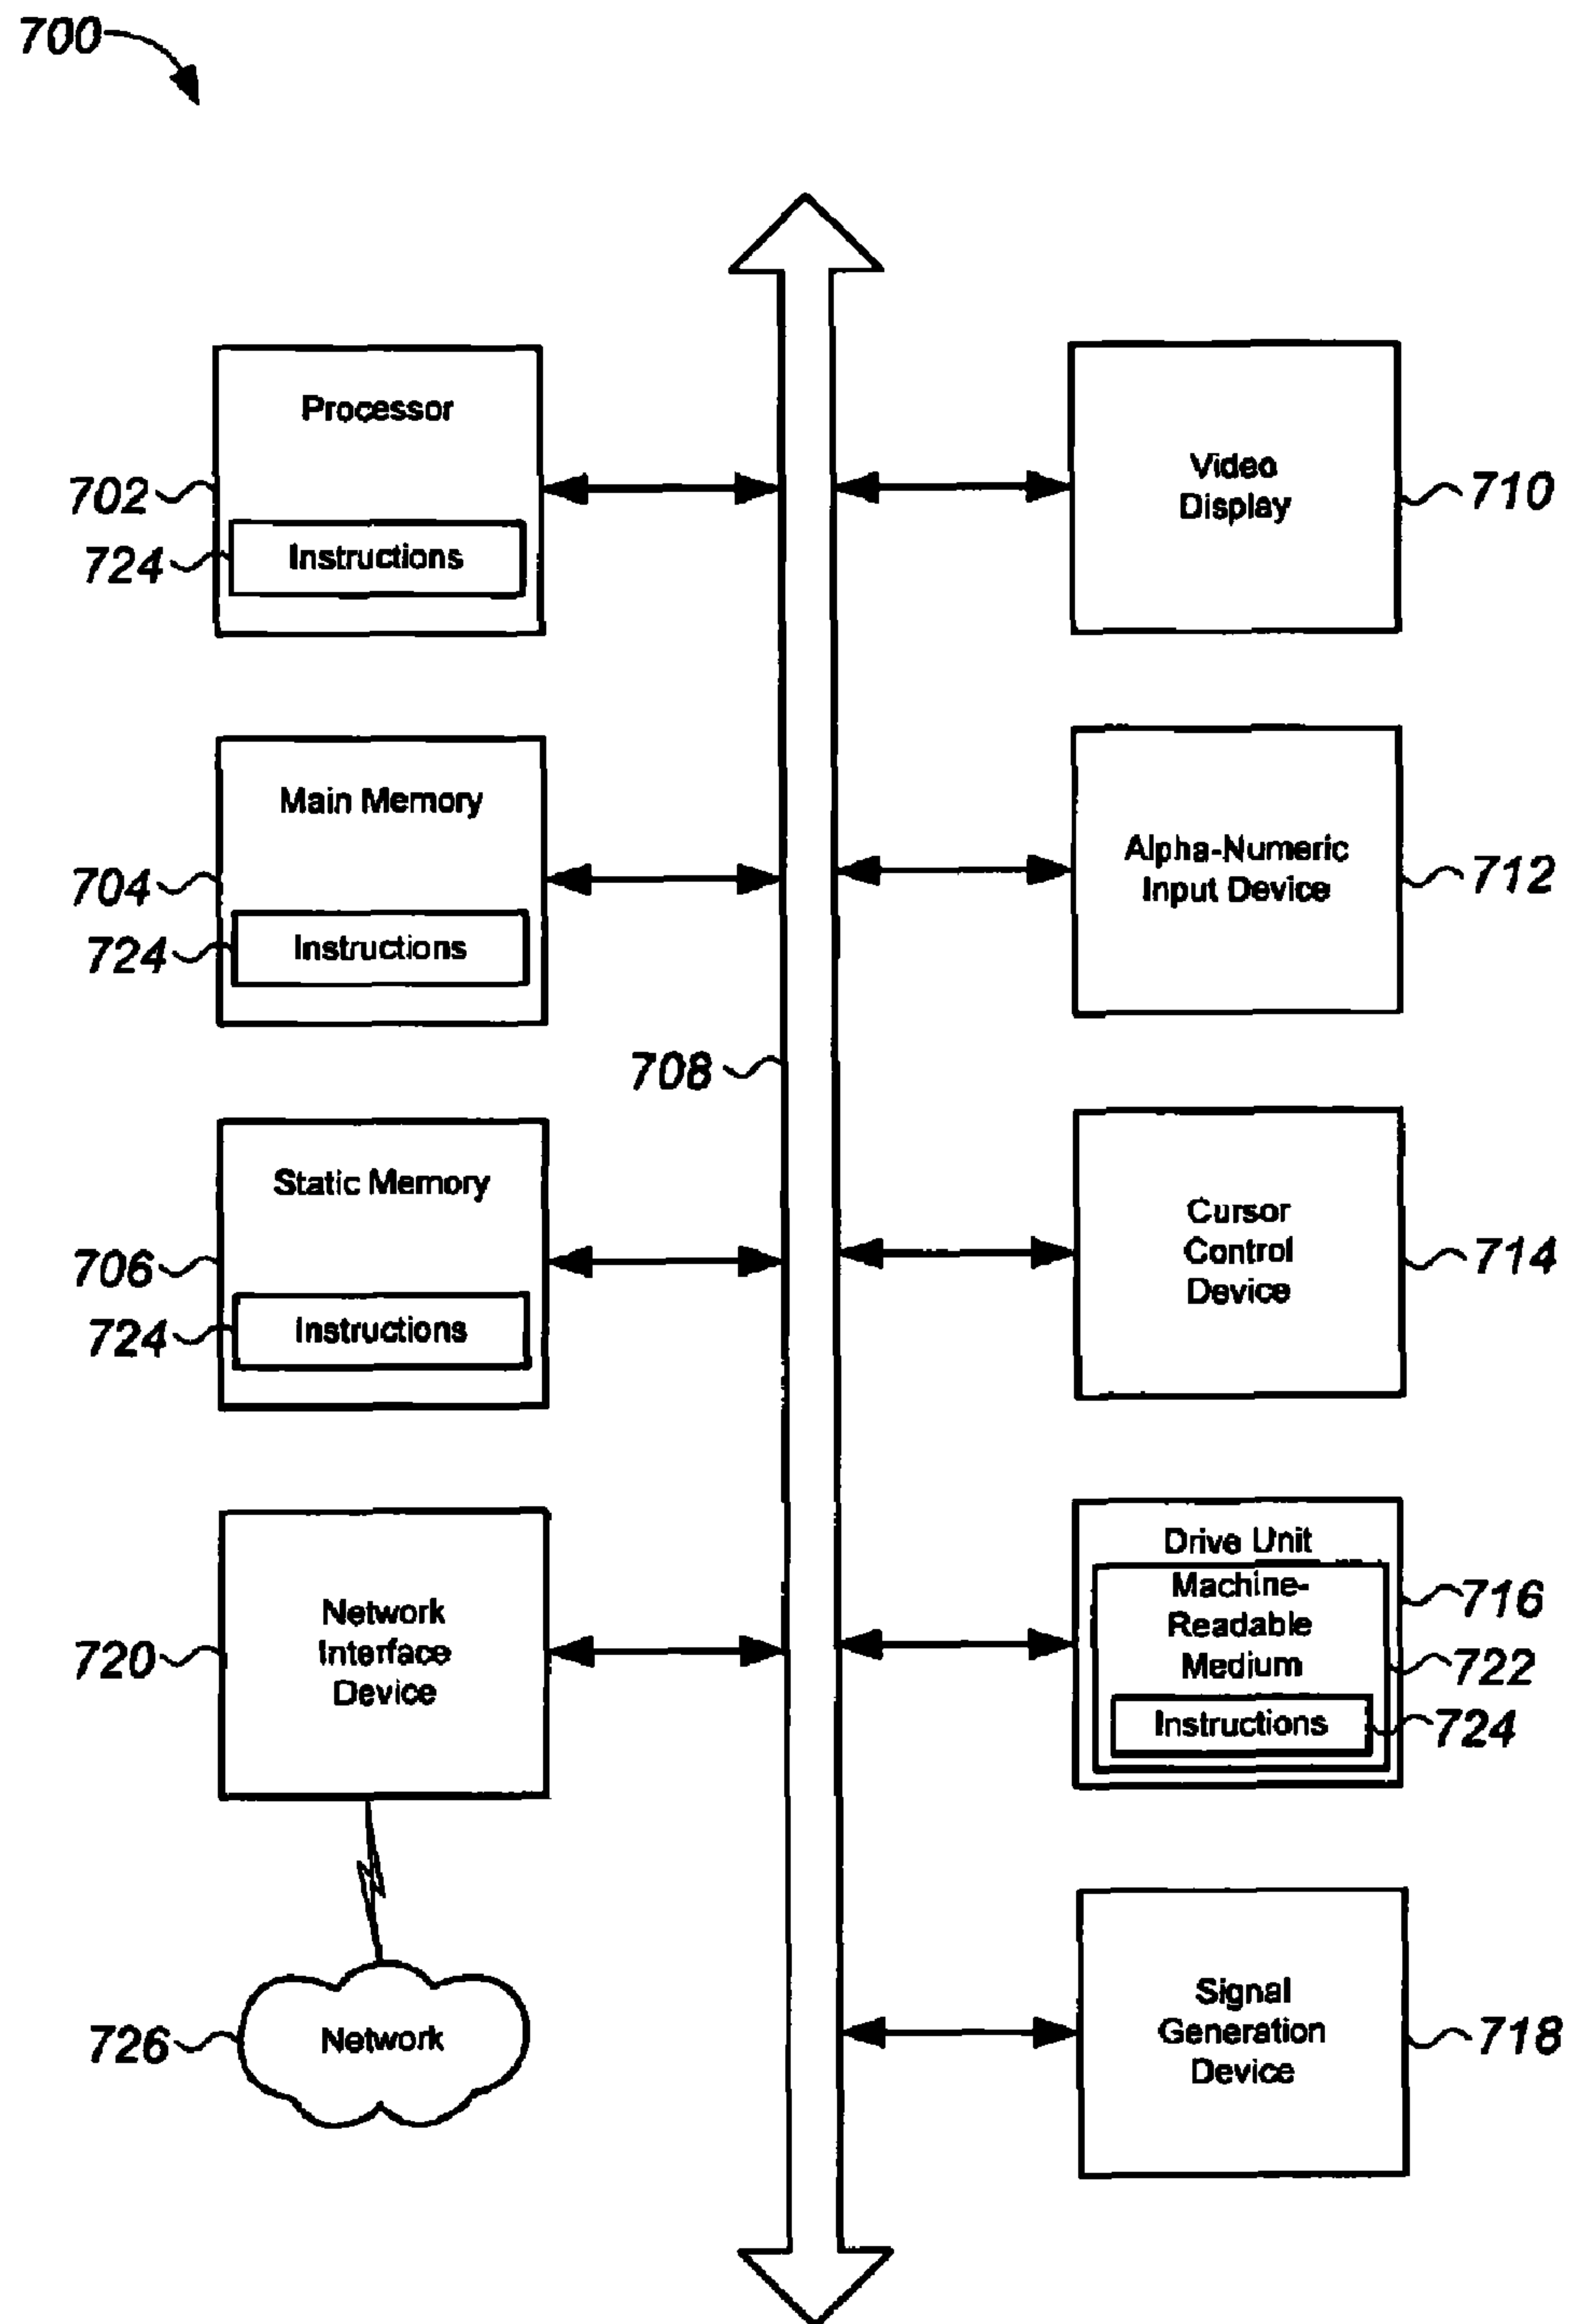 700
Processor
702
724
Instructions
Video
Display
710
Main Memory
704
724
Instructions
Alpha-Numeric
Input Device
712
708
Static Memory
706
724
Instructions
Cursor
Control
Device
714
Network
Interface
Device
720
Drive Unit
Machine-
Readable
Medium
Instructions
716
722
724
Network
726
Signal
Generation
Device
718